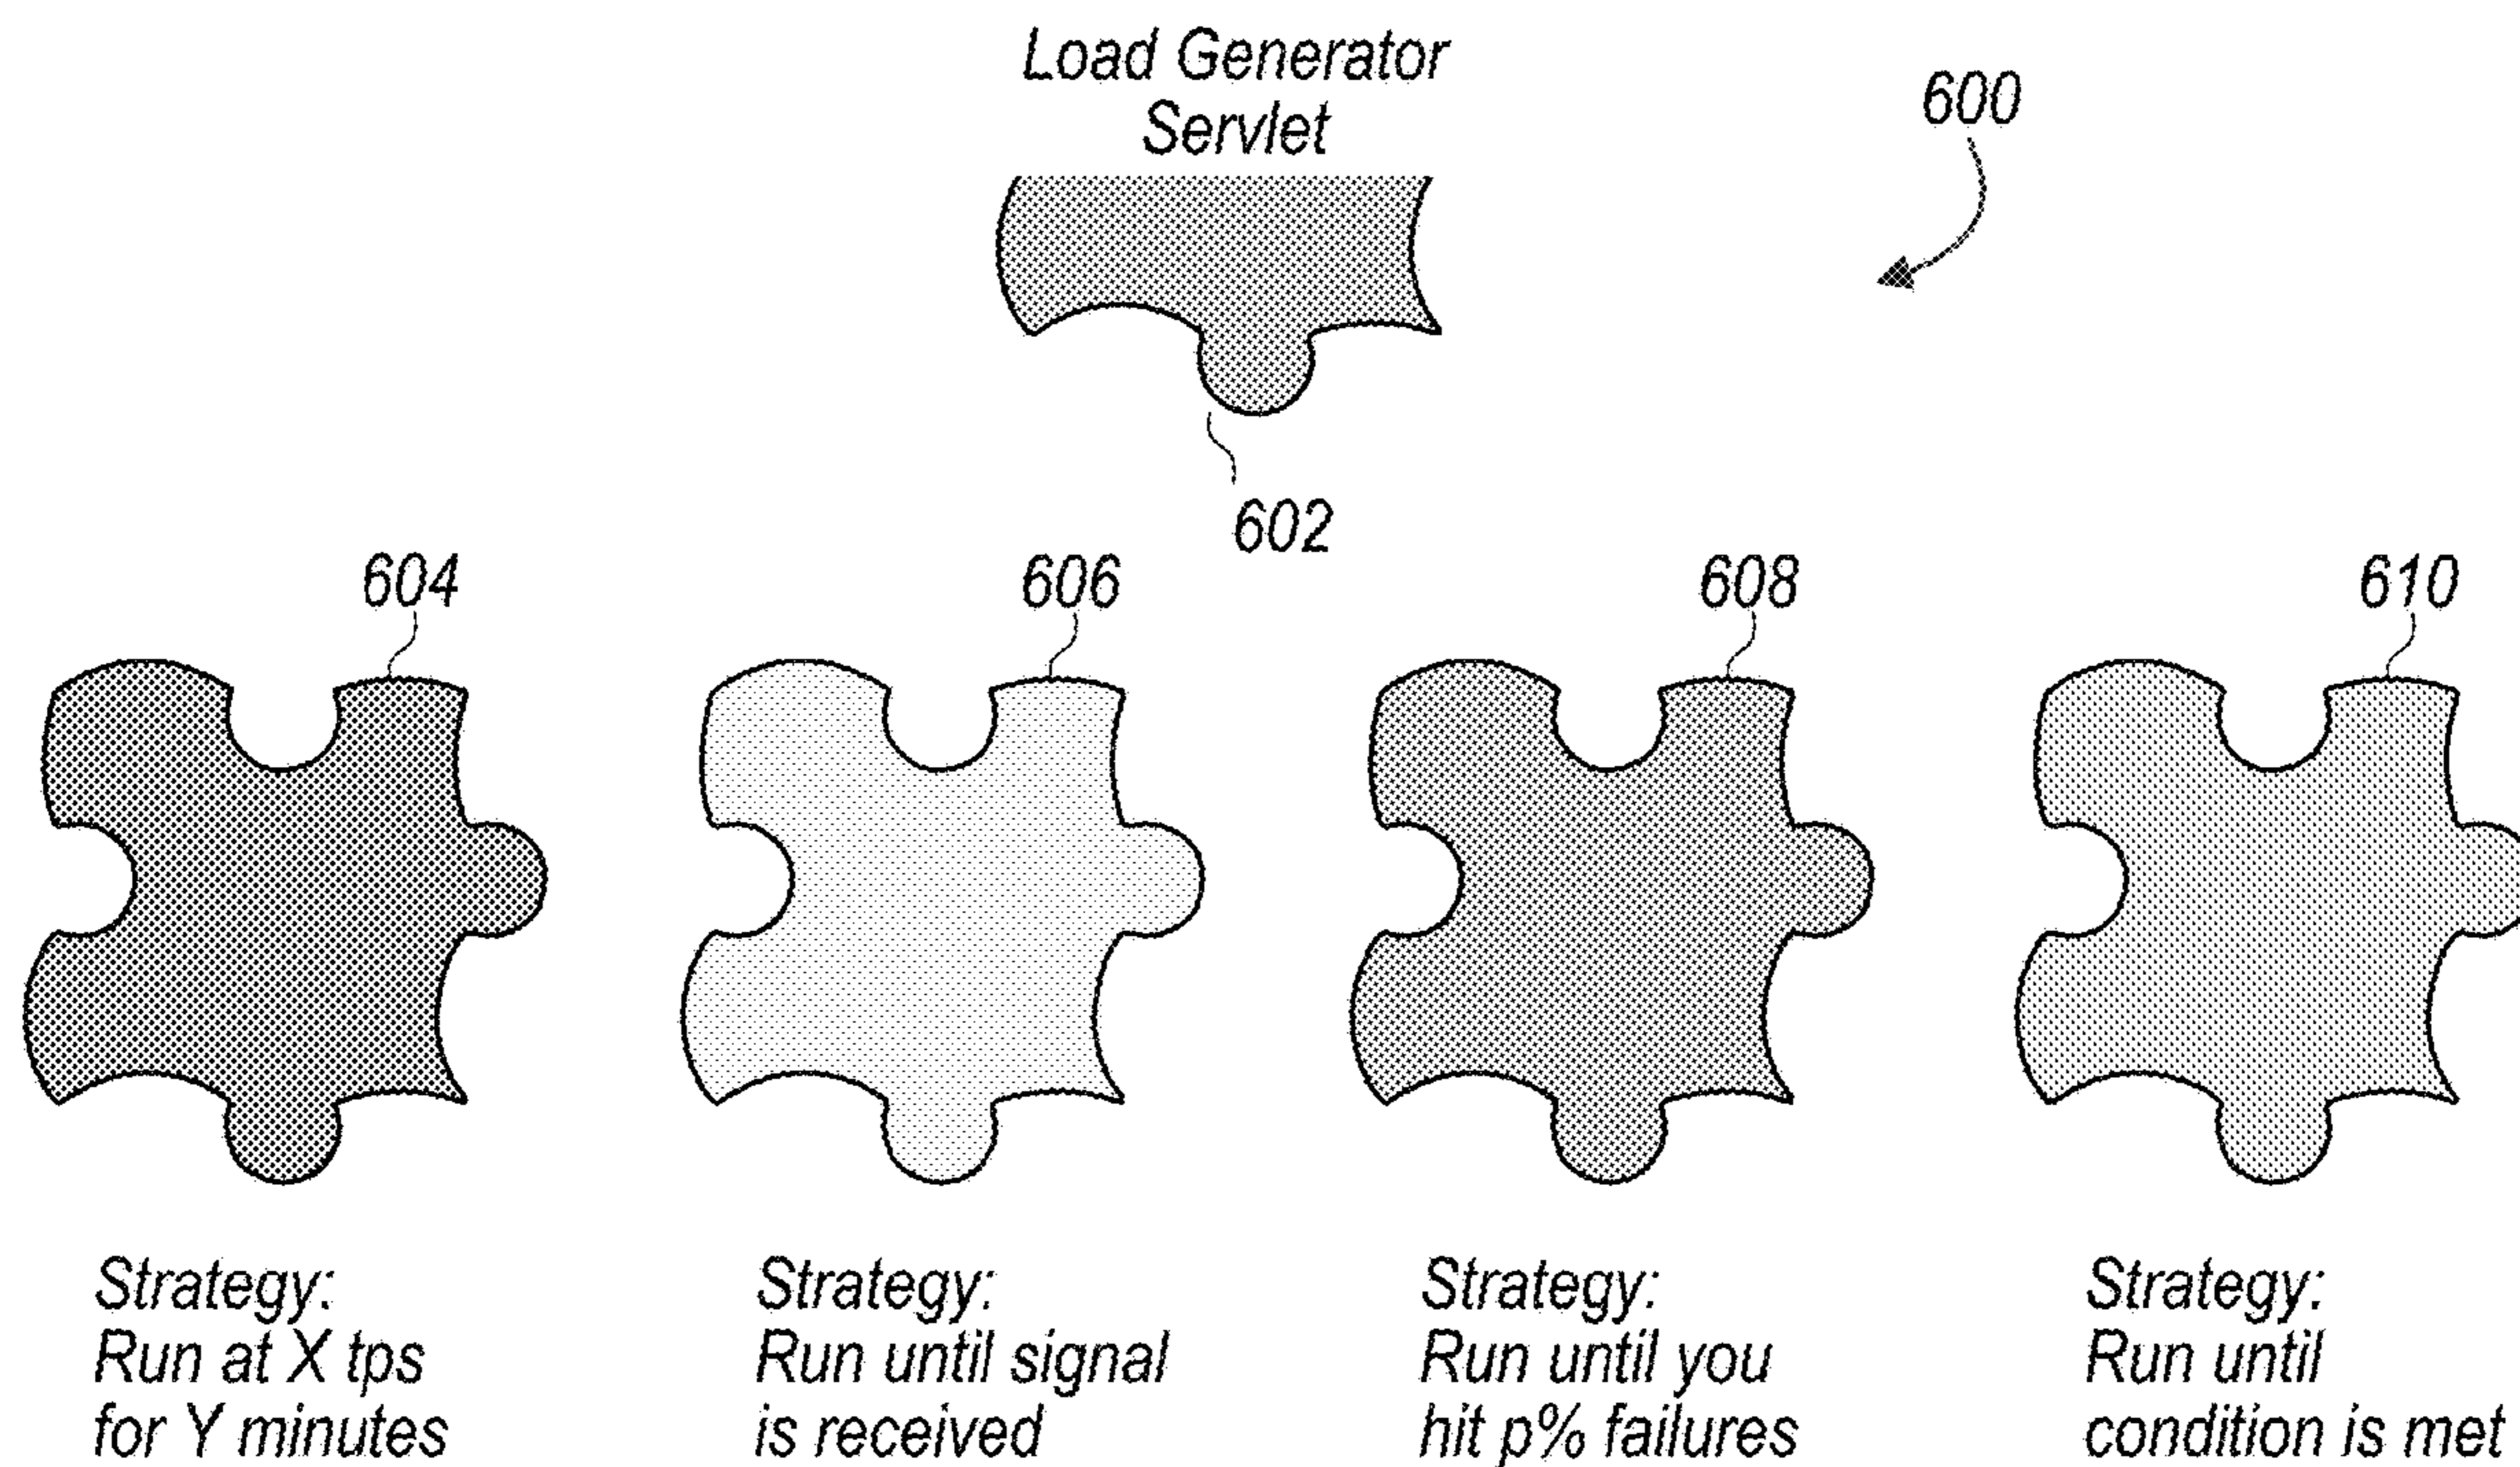 Load Generator
Servlet
600
602
604
606
608
610
Strategy:
Run at X tps
for Y minutes
Strategy:
Run until signal
is received
Strategy:
Run until you
hit p% failures
Strategy:
Run until
condition is met